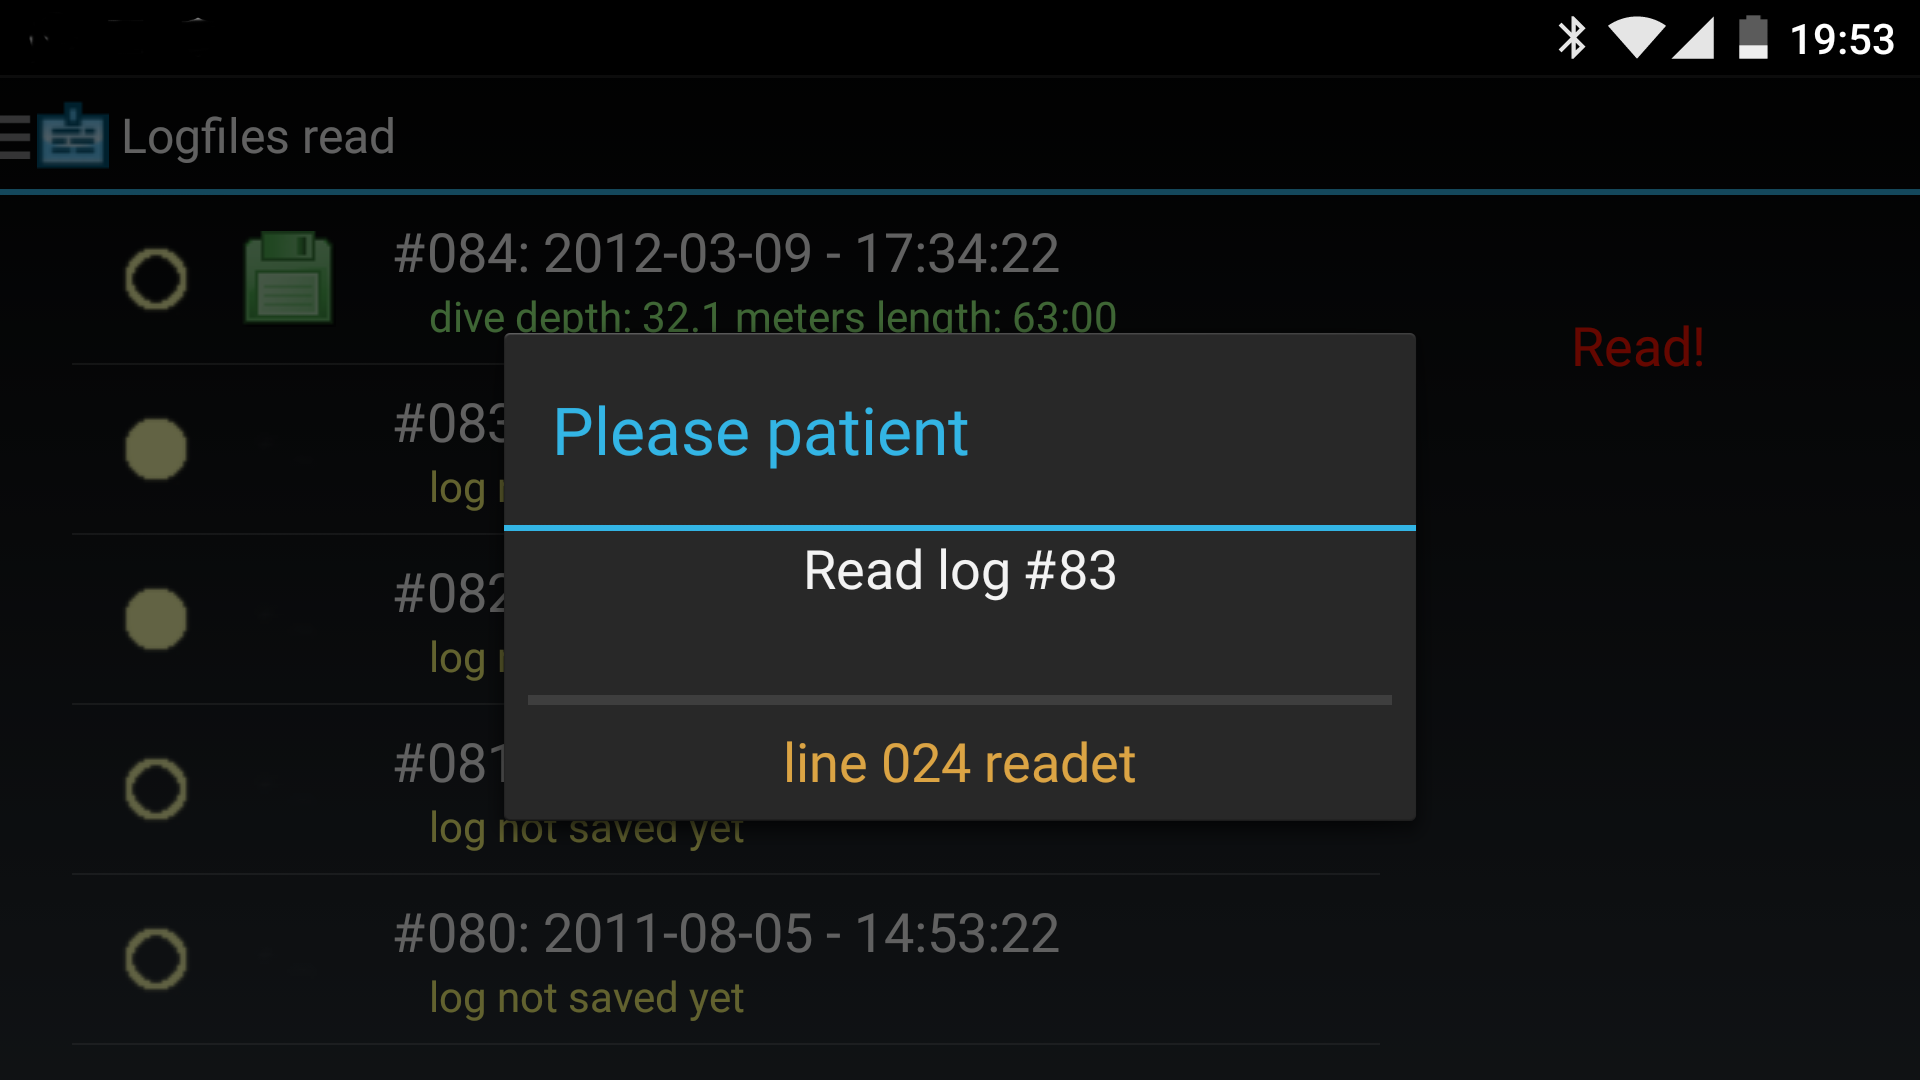 19:53
Logfiles read
#084: 2012-03-09 - 17:34:22
dive depth: 32.1 meters length: 63:00
Read!
#083
log
Please patient
Read log #83
#082
log
line 024 readet
#081
log not saved yet
#080: 2011-08-05 - 14:53:22
log not saved yet